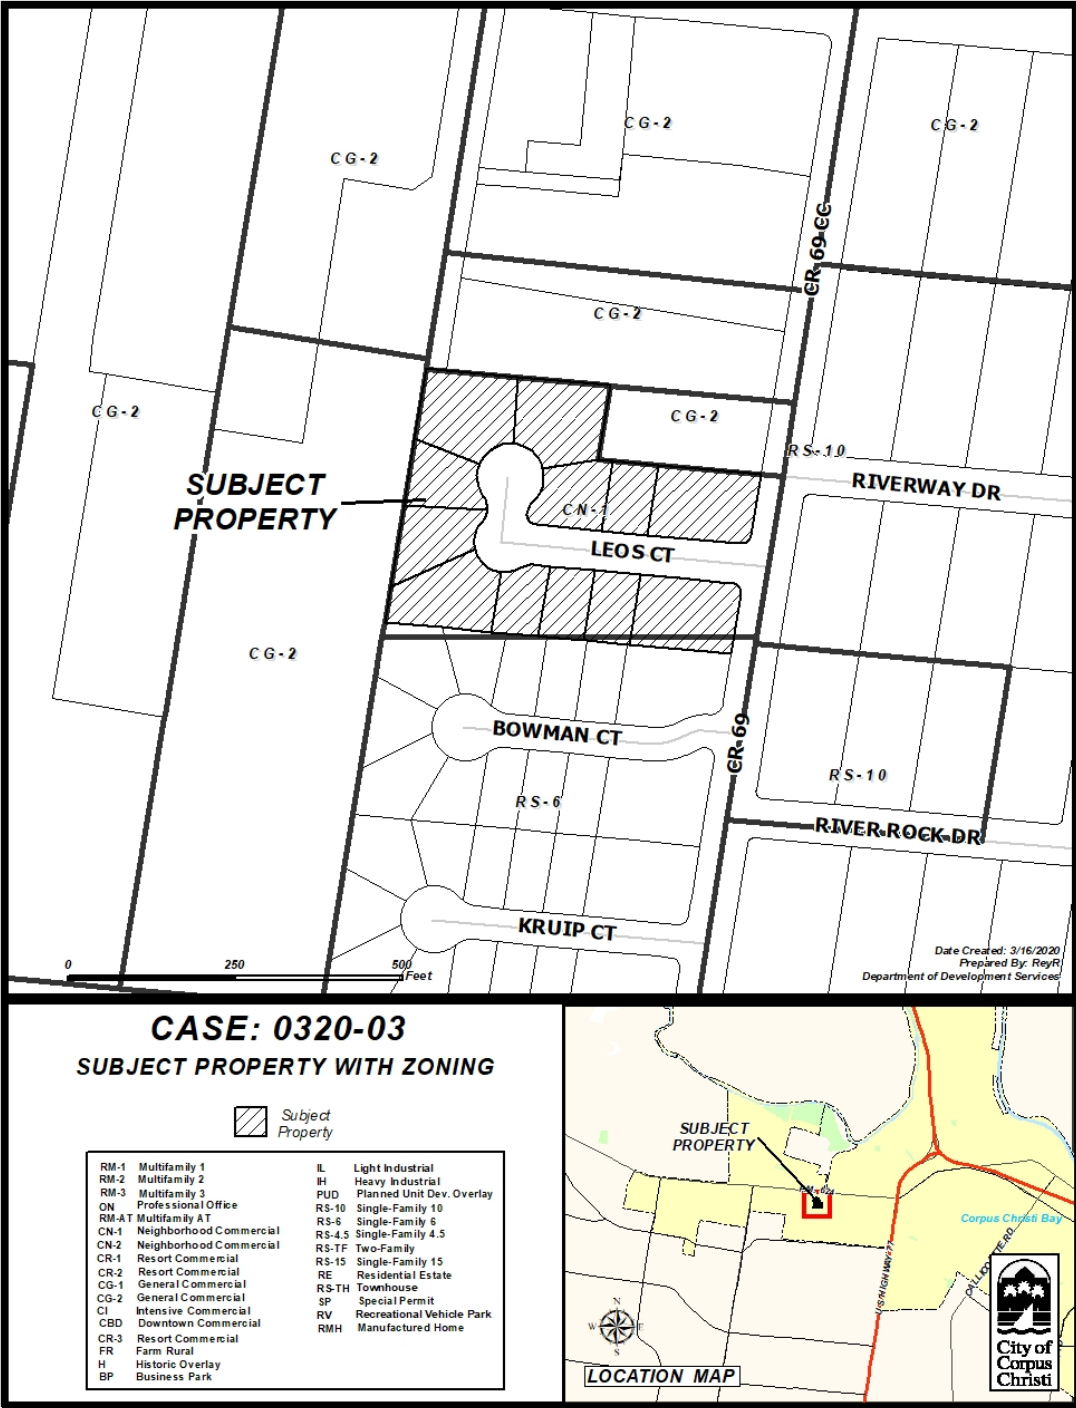 CG-2
CG-2
CG-2
CR 69 CC
CG-2
CG-2
CG-2
RS-10
RIVERWAY DR
SUBJECT
PROPERTY
CN-1
LEOS CT
CG-2
BOWMAN CT
CR 69
RS-10
RS-6
RIVER ROCK DR
KRUIP CT
0 250 500
Feet
Date Created: 3/16/2020
Prepared By: ReyR
Department of Development Services
CASE: 0320-03
SUBJECT PROPERTY WITH ZONING
Subject
Property
RM-1 Multifamily 1
RM-2 Multifamily 2
RM-3 Multifamily 3
ON Professional Office
RM-AT Multifamily AT
CN-1 Neighborhood Commercial
CN-2 Neighborhood Commercial
CR-1 Resort Commercial
CR-2 Resort Commercial
CG-1 General Commercial
CG-2 General Commercial
CI Intensive Commercial
CBD Downtown Commercial
CR-3 Resort Commercial
FR Farm Rural
H Historic Overlay
BP Business Park
IL Light Industrial
IH Heavy Industrial
PUD Planned Unit Dev. Overlay
RS-10 Single-Family 10
RS-6 Single-Family 6
RS-4.5 Single-Family 4.5
RS-TF Two-Family
RS-15 Single-Family 15
RE Residential Estate
RS-TH Townhouse
SP Special Permit
RV Recreational Vehicle Park
RMH Manufactured Home
SUBJECT
PROPERTY
Corpus Christi Bay
US HIGHWAY 77
N
W E
S
LOCATION MAP
City of
Corpus
Christi